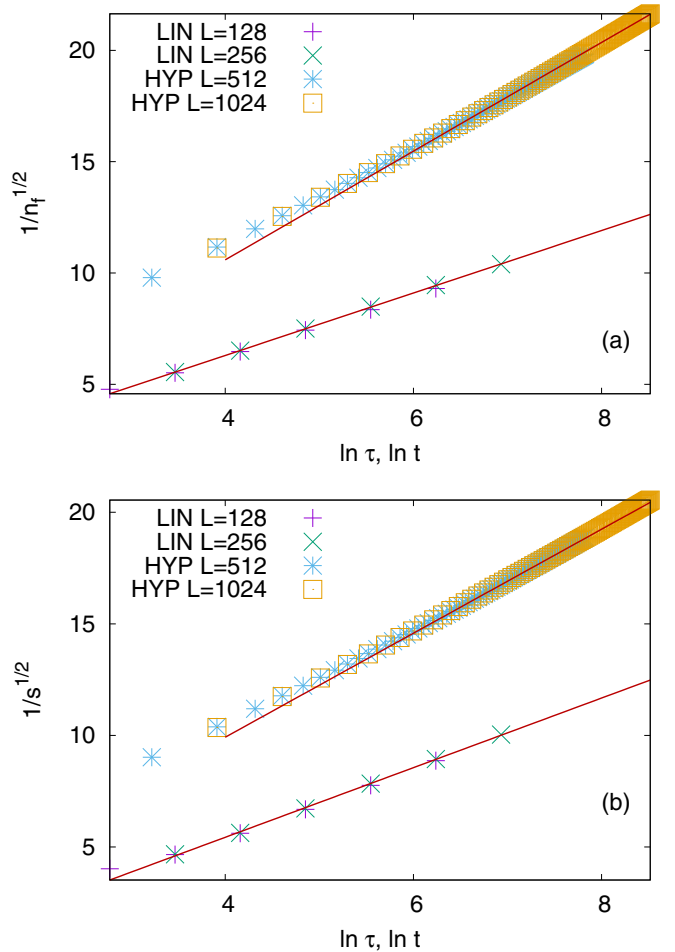 20
15
10
5
1/n_f^{1/2}
LIN L=128
LIN L=256
HYP L=512
HYP L=1024
(a)
4 6 8
ln τ, ln t
20
15
10
5
1/s^{1/2}
LIN L=128
LIN L=256
HYP L=512
HYP L=1024
(b)
4 6 8
ln τ, ln t